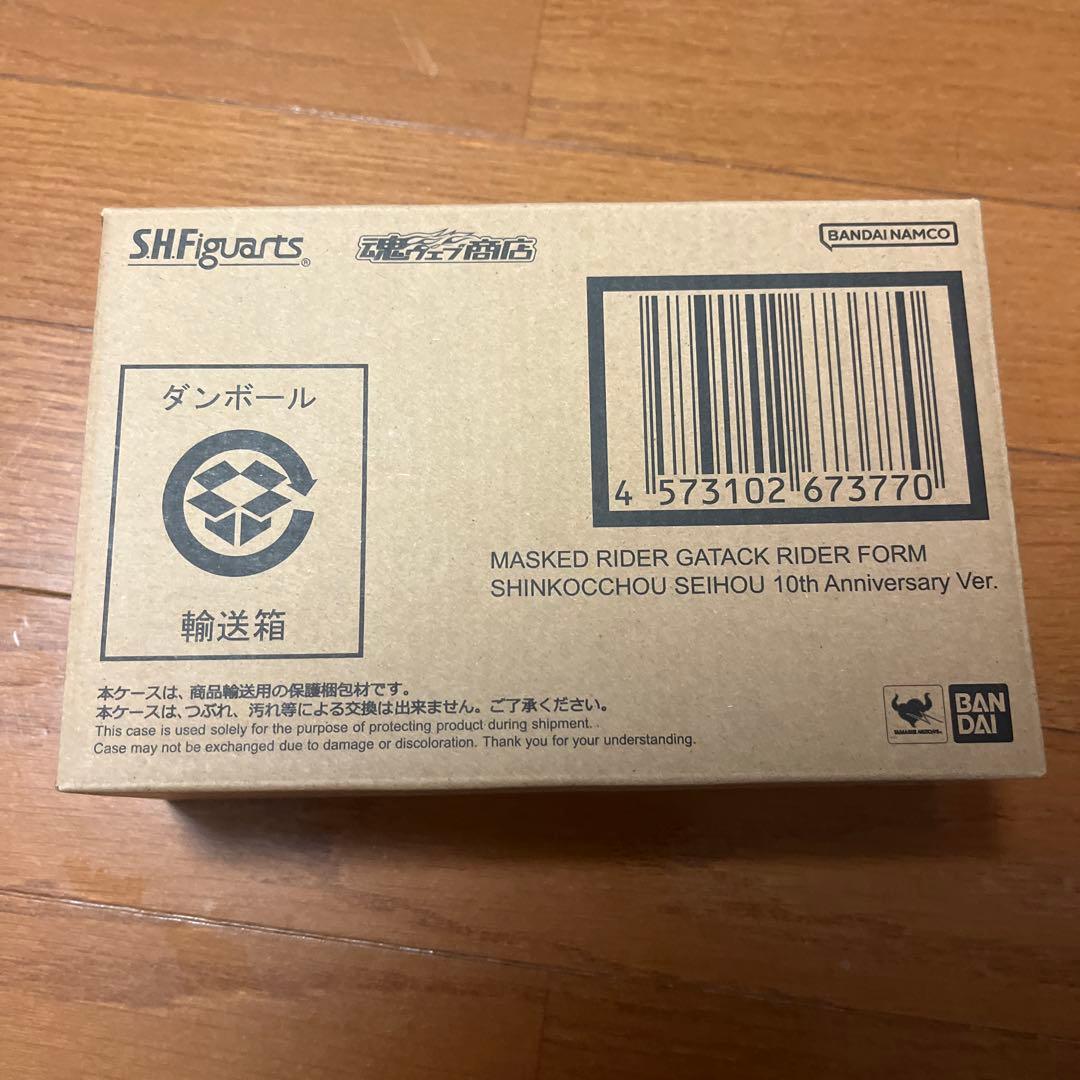 S.H.Figuarts®
魂ウェブ商店
BANDAI NAMCO
ダンボール
輸送箱
4 573102 673770
MASKED RIDER GATACK RIDER FORM
SHINKOCCHOU SEIHOU 10th Anniversary Ver.
本ケースは、商品輸送用の保護梱包材です。
本ケースは、つぶれ、汚れ等による交換は出来ません。ご了承ください。
This case is used solely for the purpose of protecting product during shipment.
Case may not be exchanged due to damage or discoloration. Thank you for your understanding.
TAMASHII NATIONS
BAN
DAI